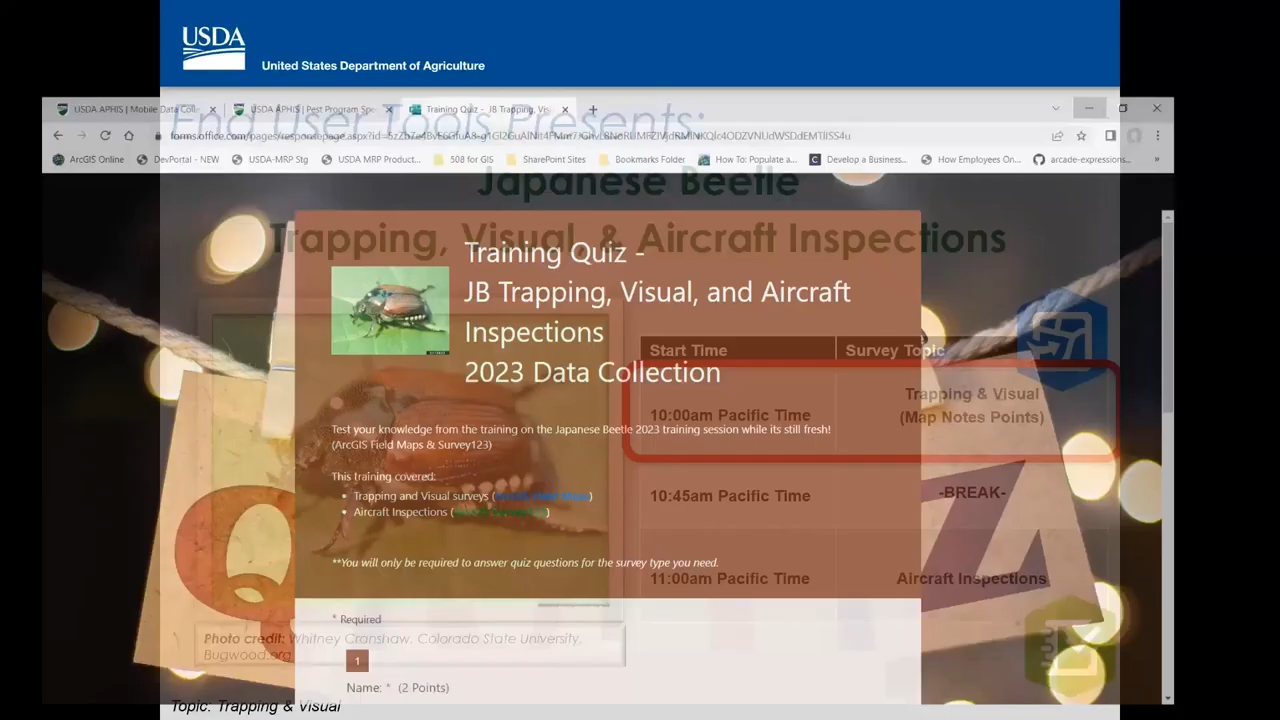 USDA
United States Department of Agriculture
End User Tools Presents:
USDA APHIS | Mobile Data Coll
USDA APHIS | Pest Program Spe
Training Quiz - JB Trapping, Vis
ArcGIS Online
DevPortal - NEW
USDA-MRP Stg
USDA MRP Product...
508 for GIS
SharePoint Sites
Bookmarks Folder
How To: Populate a...
Develop a Business...
How Employees On...
arcade-expressions...
»
Japanese Beetle
Trapping, Visual, & Aircraft Inspections
Training Quiz -
JB Trapping, Visual, and Aircraft
Inspections
2023 Data Collection
Test your knowledge from the training on the Japanese Beetle 2023 training session while its still fresh!
(ArcGIS Field Maps & Survey123)
This training covered:
Trapping and Visual surveys
Aircraft Inspections
**You will only be required to answer quiz questions for the survey type you need.
* Required
1
Name: * (2 Points)
Start Time
Survey Topic
10:00am Pacific Time
Trapping & Visual
(Map Notes Points)
10:45am Pacific Time
-BREAK-
11:00am Pacific Time
Aircraft Inspections
Q
Z
Photo credit: Whitney Cranshaw, Colorado State University,
Bugwood.org
Topic: Trapping & Visual